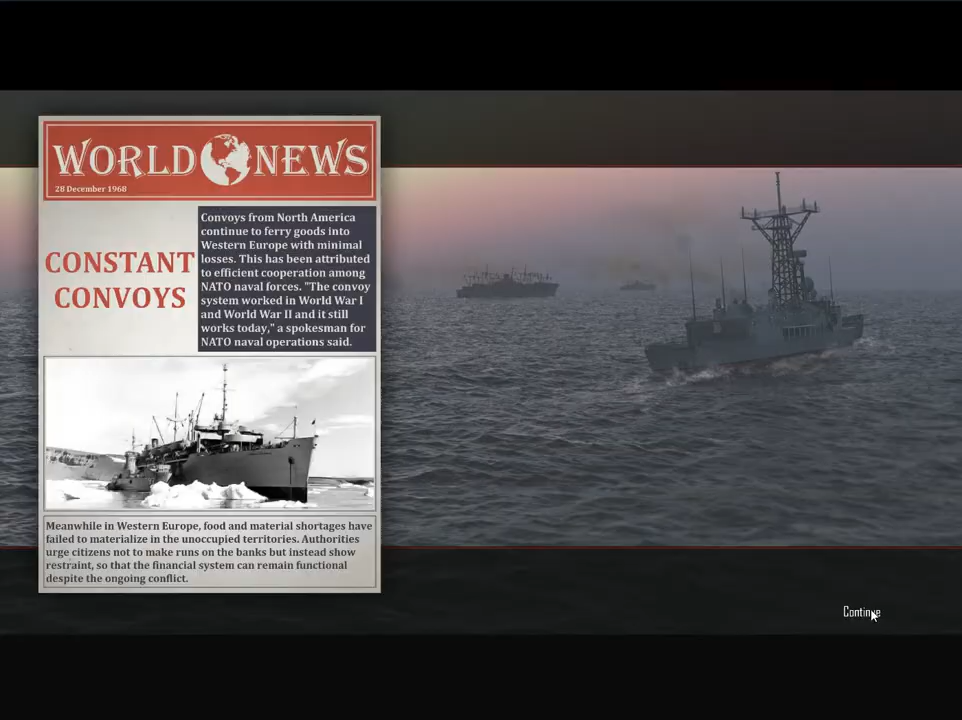 WORLD NEWS
28 December 1968
CONSTANT
CONVOYS
Convoys from North America
continue to ferry goods into
Western Europe with minimal
losses. This has been attributed
to efficient cooperation among
NATO naval forces. "The convoy
system worked in World War I
and World War II and it still
works today," a spokesman for
NATO naval operations said.
Meanwhile in Western Europe, food and material shortages have
failed to materialize in the unoccupied territories. Authorities
urge citizens not to make runs on the banks but instead show
restraint, so that the financial system can remain functional
despite the ongoing conflict.
Continue